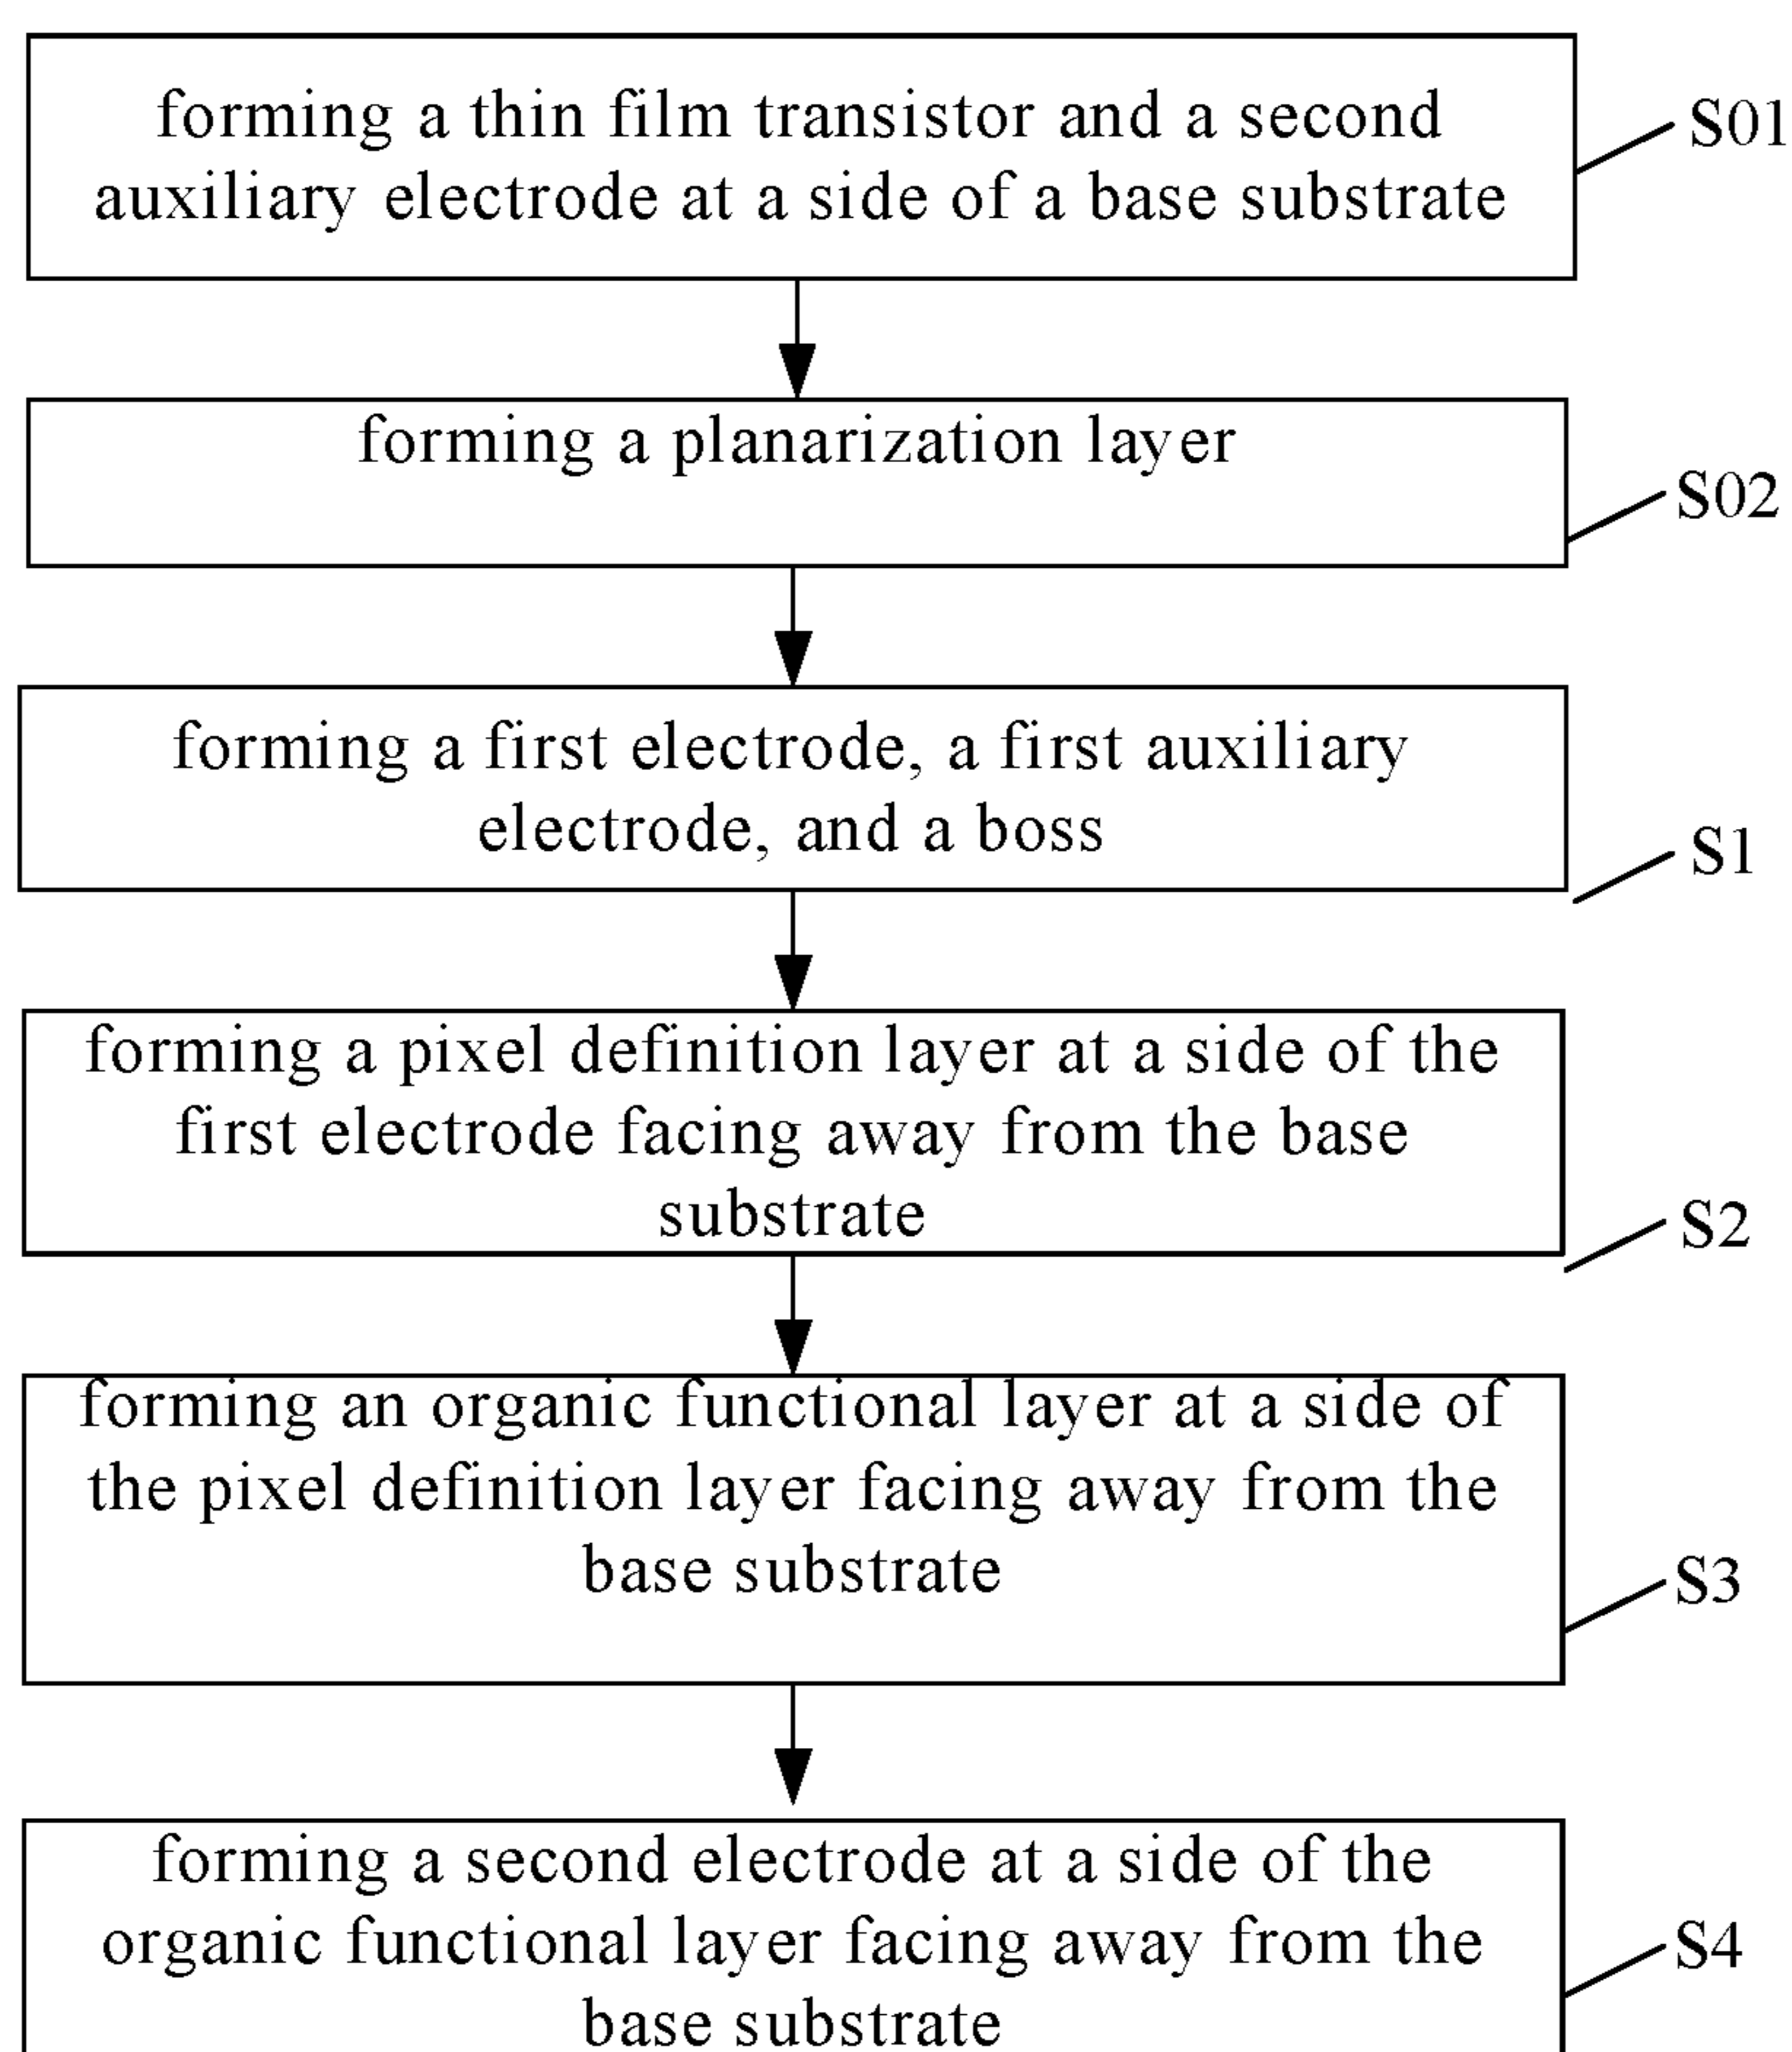 forming a thin film transistor and a second
auxiliary electrode at a side of a base substrate
S01
forming a planarization layer
S02
forming a first electrode, a first auxiliary
electrode, and a boss
S1
forming a pixel definition layer at a side of the
first electrode facing away from the base
substrate
S2
forming an organic functional layer at a side of
the pixel definition layer facing away from the
base substrate
S3
forming a second electrode at a side of the
organic functional layer facing away from the
base substrate
S4